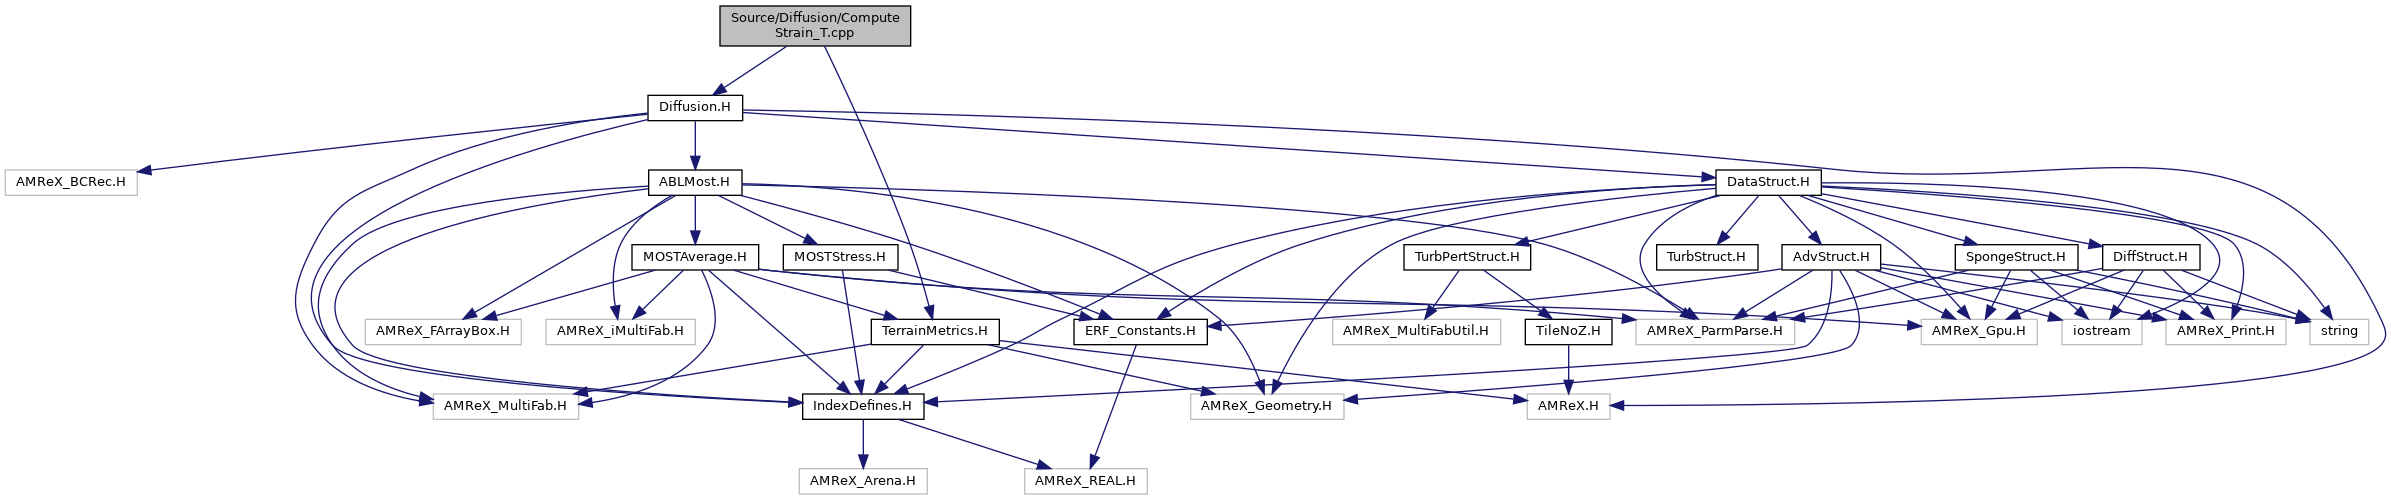 Source/Diffusion/Compute
Strain_T.cpp
Diffusion.H
AMReX_BCRec.H
ABLMost.H
DataStruct.H
MOSTAverage.H
MOSTStress.H
TurbPertStruct.H
TurbStruct.H
AdvStruct.H
SpongeStruct.H
DiffStruct.H
AMReX_FArrayBox.H
AMReX_iMultiFab.H
TerrainMetrics.H
ERF_Constants.H
AMReX_MultiFabUtil.H
TileNoZ.H
AMReX_ParmParse.H
AMReX_Gpu.H
iostream
AMReX_Print.H
string
AMReX_MultiFab.H
IndexDefines.H
AMReX_Geometry.H
AMReX.H
AMReX_Arena.H
AMReX_REAL.H